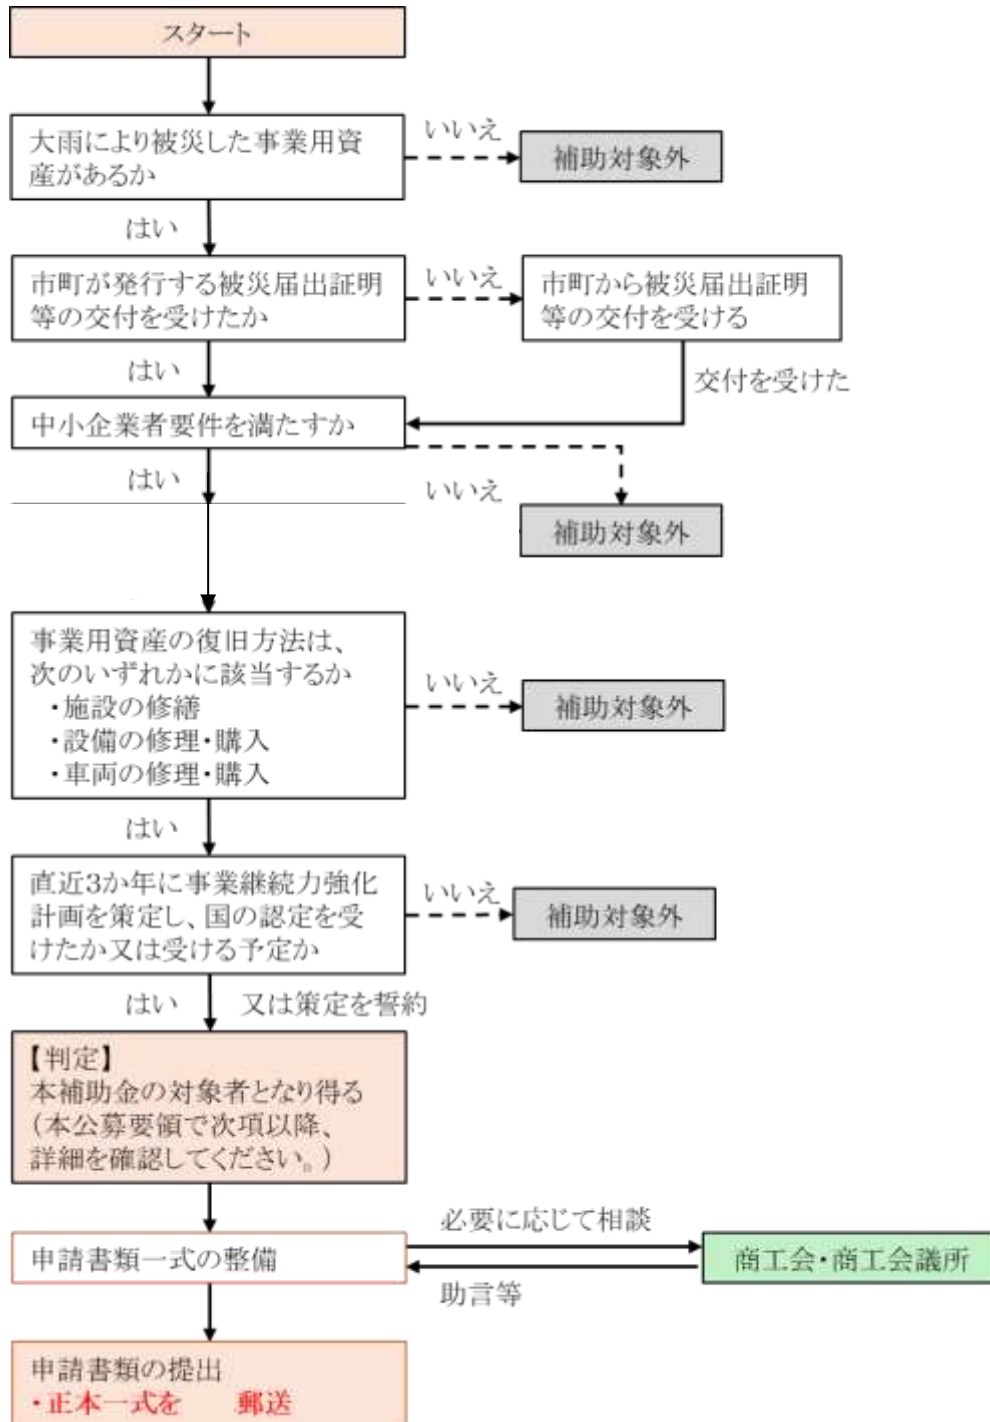 スタート
大雨により被災した事業用資
産があるか
いいえ
補助対象外
はい
市町が発行する被災届出証明
等の交付を受けたか
いいえ
市町から被災届出証明
等の交付を受ける
はい
交付を受けた
中小企業者要件を満たすか
はい
いいえ
補助対象外
事業用資産の復旧方法は、
次のいずれかに該当するか
・施設の修繕
・設備の修理・購入
・車両の修理・購入
いいえ
補助対象外
はい
直近3か年に事業継続力強化
計画を策定し、国の認定を受
けたか又は受ける予定か
いいえ
補助対象外
はい 又は策定を誓約
【判定】
本補助金の対象者となり得る
(本公募要領で次項以降、
詳細を確認してください。)
必要に応じて相談
申請書類一式の整備
商工会・商工会議所
助言等
申請書類の提出
・正本一式を 郵送